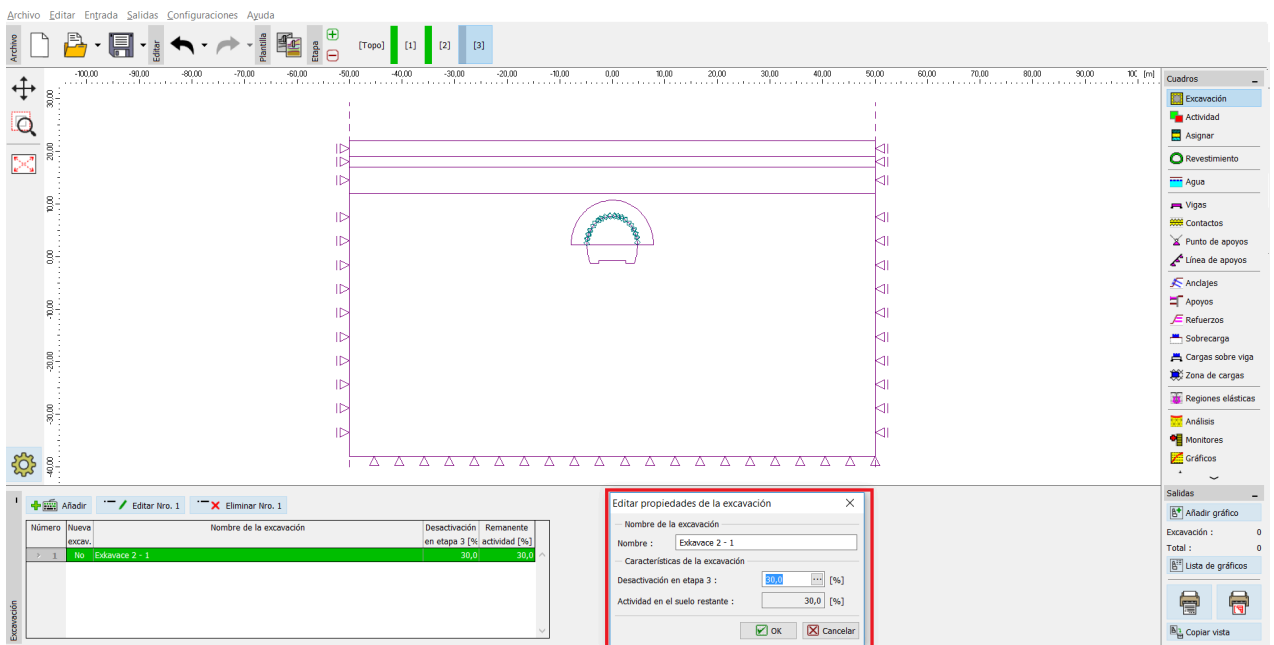 Archivo Editar Entrada Salidas Configuraciones Ayuda
Archivo Editar Plantilla Etapa [Topo] [1] [2] [3]
-100,00 -90,00 -80,00 -70,00 -60,00 -50,00 -40,00 -30,00 -20,00 -10,00 0,00 10,00 20,00 30,00 40,00 50,00 60,00 70,00 80,00 90,00 [m]
30,00
20,00
10,00
0,00
-10,00
-20,00
-30,00
-40,00
Cuadros
Excavación
Actividad
Asignar
Revestimiento
Agua
Vigas
Contactos
Punto de apoyos
Línea de apoyos
Anclajes
Apoyos
Refuerzos
Sobrecarga
Cargas sobre viga
Zona de cargas
Regiones elásticas
Análisis
Monitores
Gráficos
Excavación
Añadir Editar Nro. 1 Eliminar Nro. 1
Número Nueva Nombre de la excavación Desactivación Remanente
excav. en etapa 3 [% actividad [%]
1 No Exkavace 2 - 1 30,0 30,0
Editar propiedades de la excavación
Nombre de la excavación
Nombre : Exkavace 2 - 1
Características de la excavación
Desactivación en etapa 3 : 30,0 [%]
Actividad en el suelo restante : 30,0 [%]
OK Cancelar
Salidas
Añadir gráfico
Excavación : 0
Total : 0
Lista de gráficos
Copiar vista